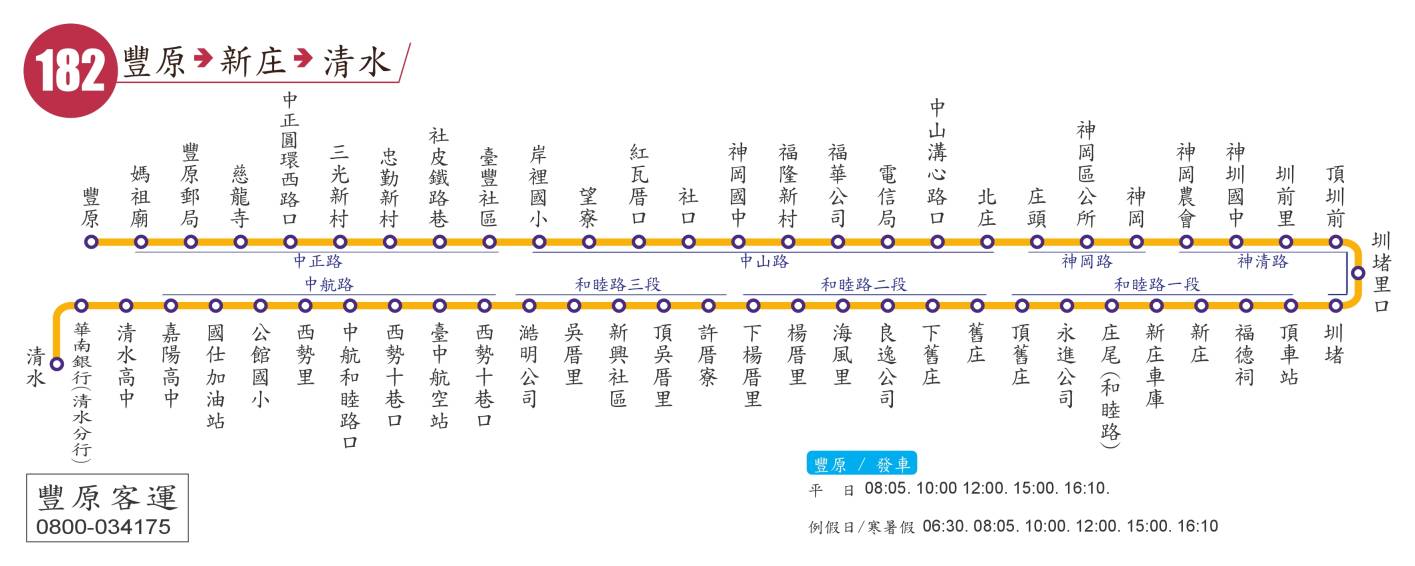 182 豐原➔新庄➔清水
豐原
媽祖廟
豐原郵局
慈龍寺
中正圓環西路口
三光新村
忠勤新村
社皮鐵路巷
臺豐社區
岸裡國小
望寮
紅瓦厝口
社口
神岡國中
福隆新村
福華公司
電信局
中山溝心路口
北庄
庄頭
神岡區公所
神岡
神岡農會
神圳國中
圳前里
頂圳前
圳堵里口
中正路
中山路
神岡路
神清路
中航路
和睦路三段
和睦路二段
和睦路一段
圳堵
頂車站
福德祠
新庄
新庄車庫
庄尾(和睦路)
永進公司
頂舊庄
舊庄
下舊庄
良逸公司
海風里
楊厝里
下楊厝里
許厝寮
頂吳厝里
新興社區
吳厝里
澔明公司
西勢十巷口
臺中航空站
西勢十巷口
中航和睦路口
西勢里
公館國小
國仕加油站
嘉陽高中
清水高中
華南銀行(清水分行)
清水
豐原 / 發車
平 日 08:05. 10:00 12:00. 15:00. 16:10.
例假日/寒暑假 06:30. 08:05. 10:00. 12:00. 15:00. 16:10
豐原客運
0800-034175